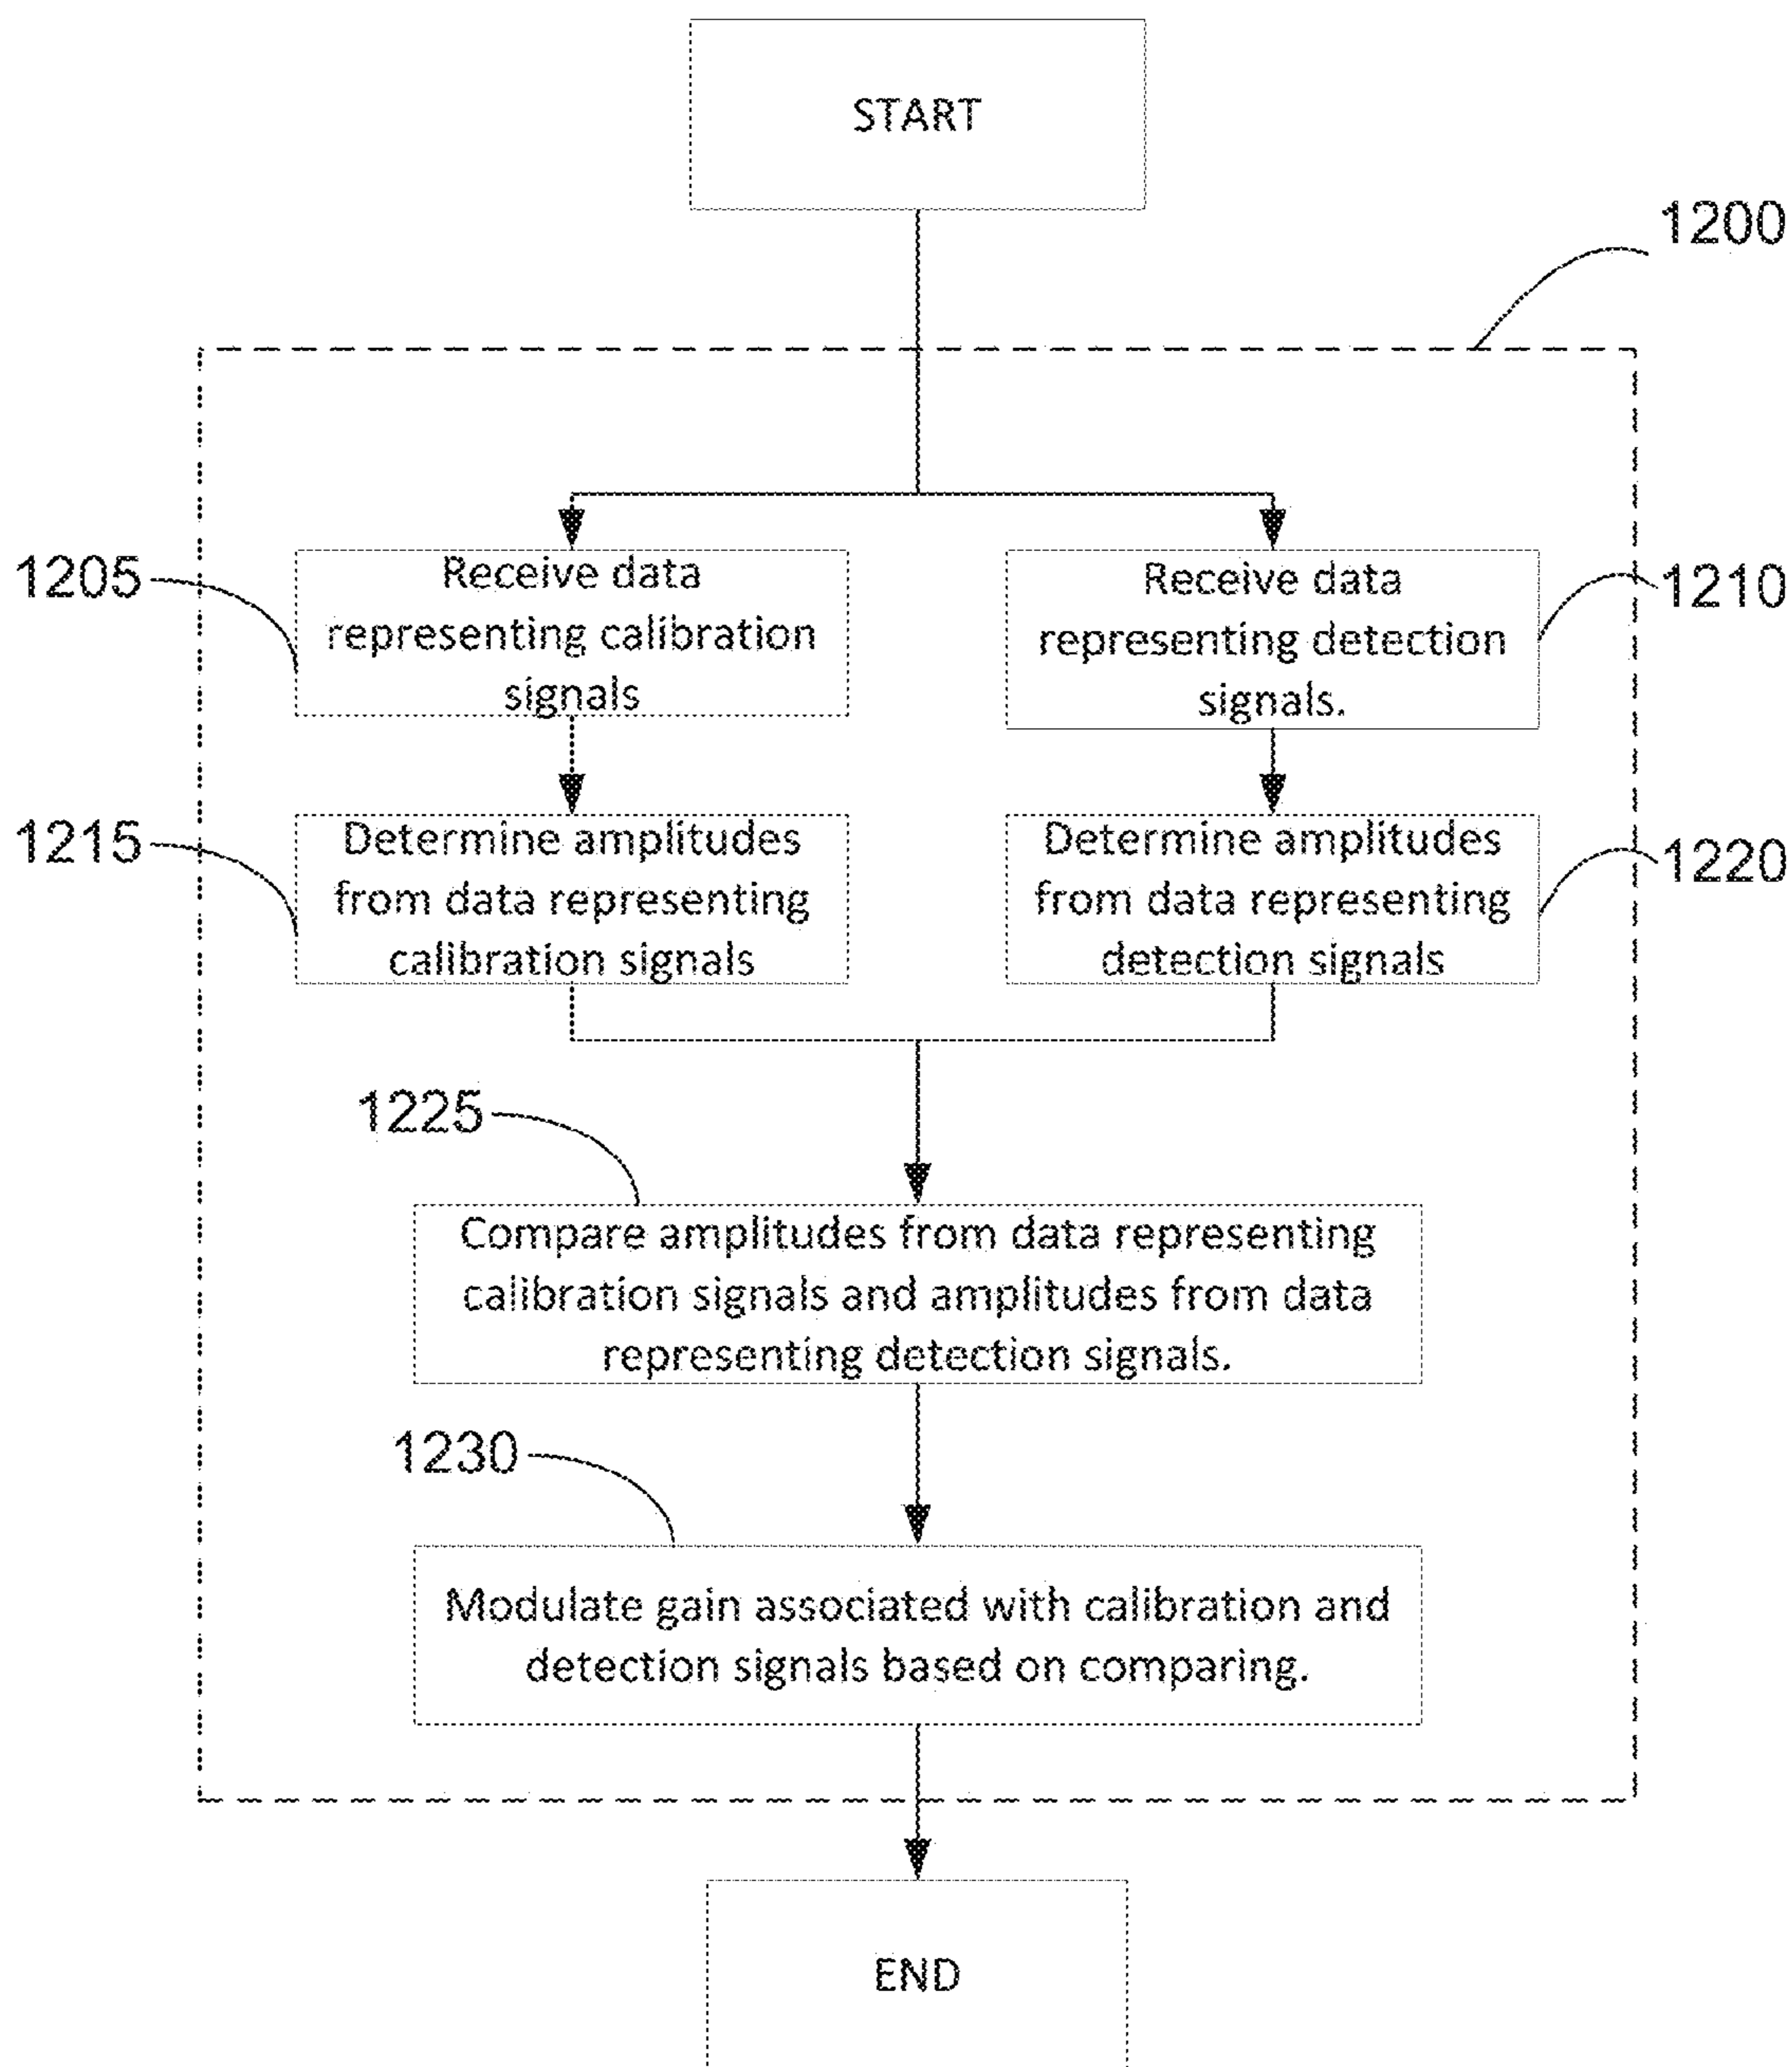 START
1200
1205
Receive data
representing calibration
signals
Receive data
representing detection
signals.
1210
1215
Determine amplitudes
from data representing
calibration signals
Determine amplitudes
from data representing
detection signals
1220
1225
Compare amplitudes from data representing
calibration signals and amplitudes from data
representing detection signals.
1230
Modulate gain associated with calibration and
detection signals based on comparing.
END